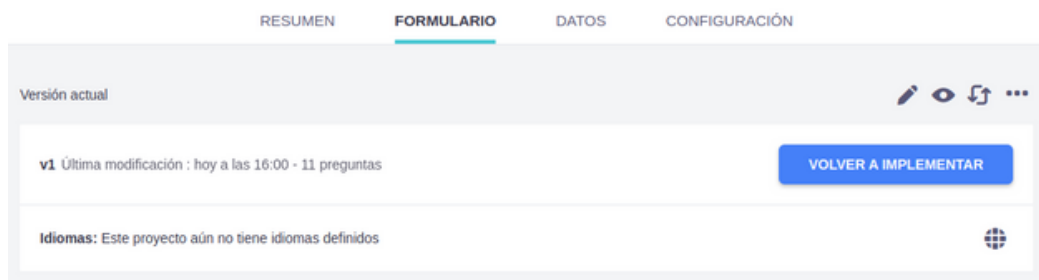 RESUMEN FORMULARIO DATOS CONFIGURACIÓN
Versión actual
v1 Última modificación : hoy a las 16:00 - 11 preguntas VOLVER A IMPLEMENTAR
Idiomas: Este proyecto aún no tiene idiomas definidos